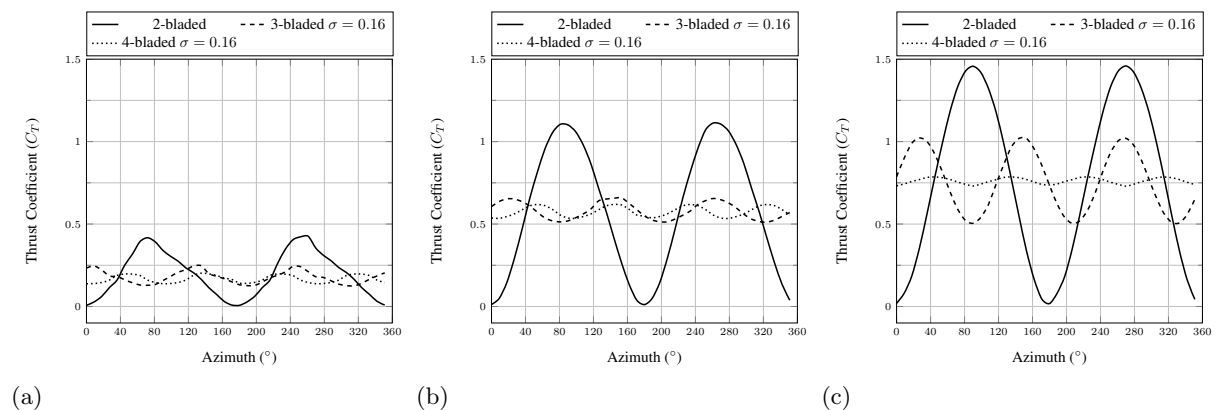 2-bladed 3-bladed σ = 0.16
4-bladed σ = 0.16
1.5
1
0.5
0
Thrust Coefficient (C_T)
0 40 80 120 160 200 240 280 320 360
Azimuth (°)
(a)
2-bladed 3-bladed σ = 0.16
4-bladed σ = 0.16
1.5
1
0.5
0
Thrust Coefficient (C_T)
0 40 80 120 160 200 240 280 320 360
Azimuth (°)
(b)
2-bladed 3-bladed σ = 0.16
4-bladed σ = 0.16
1.5
1
0.5
0
Thrust Coefficient (C_T)
0 40 80 120 160 200 240 280 320 360
Azimuth (°)
(c)